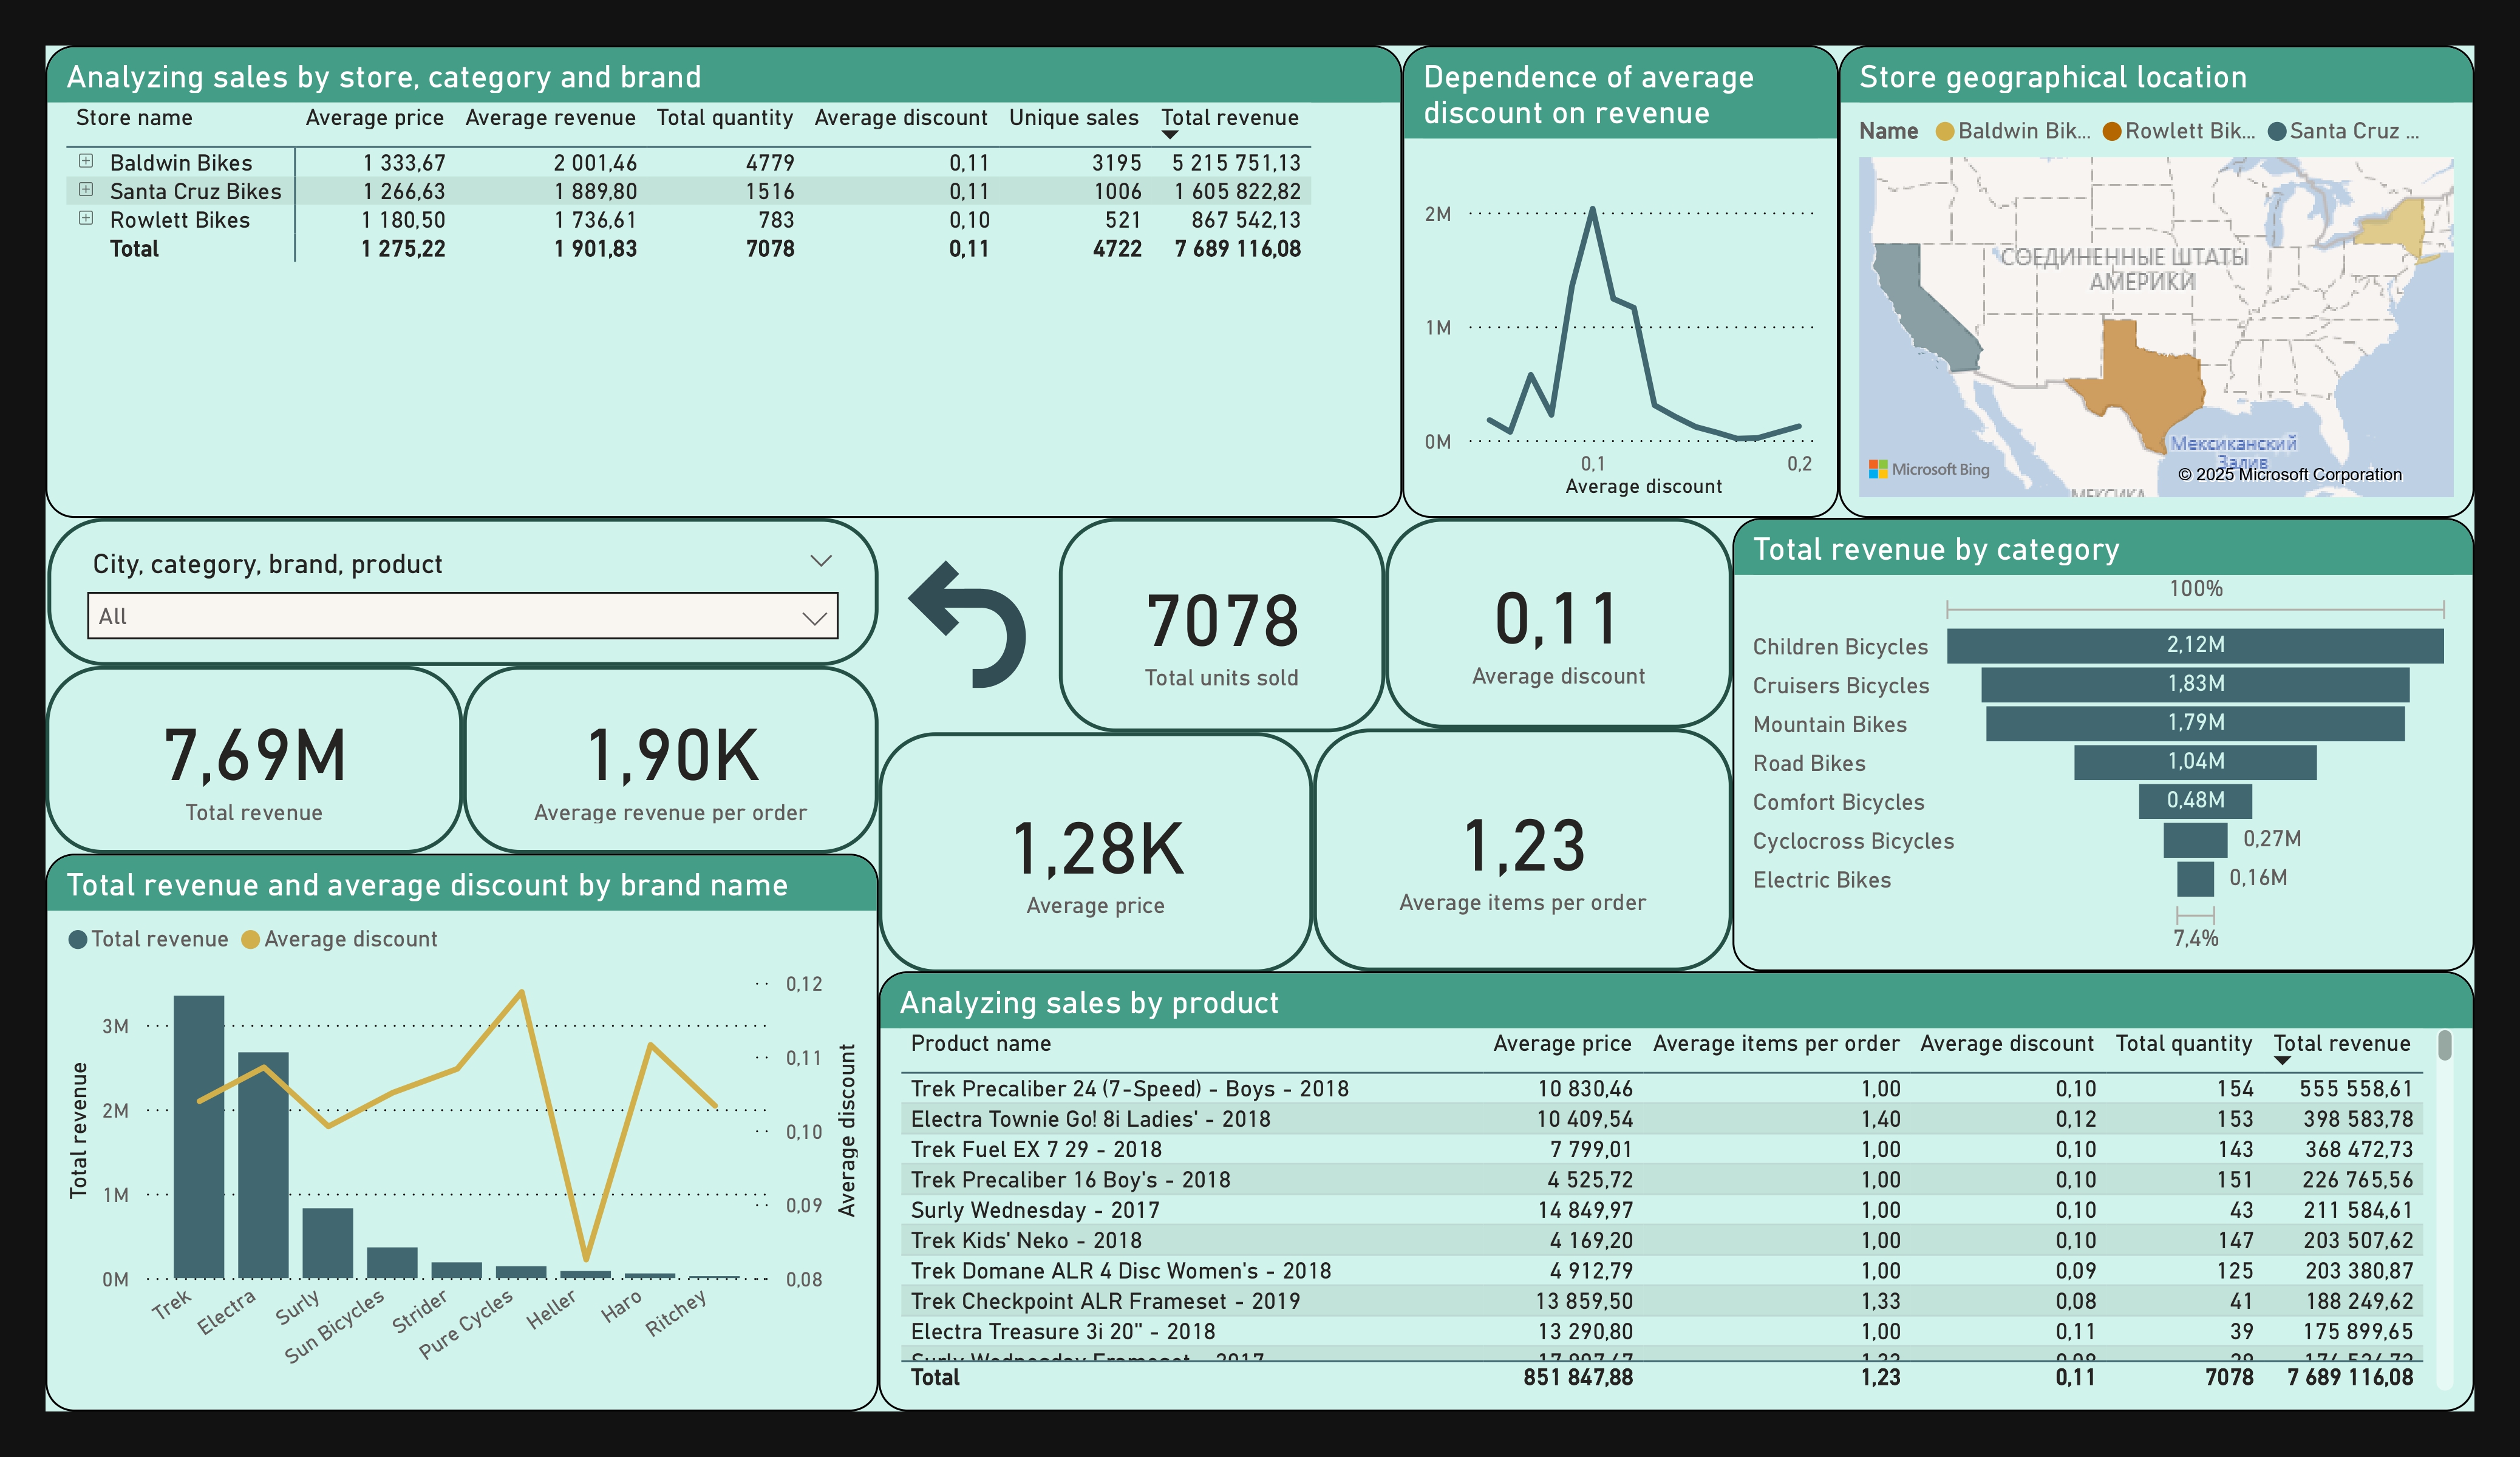 Analyzing sales by store, category and brand
Store name Average price Average revenue Total quantity Average discount Unique sales Total revenue
Baldwin Bikes 1 333,67 2 001,46 4779 0,11 3195 5 215 751,13
Santa Cruz Bikes 1 266,63 1 889,80 1516 0,11 1006 1 605 822,82
Rowlett Bikes 1 180,50 1 736,61 783 0,10 521 867 542,13
Total 1 275,22 1 901,83 7078 0,11 4722 7 689 116,08
Dependence of average
discount on revenue
2M
1M
0M
0,1 0,2
Average discount
Store geographical location
Name Baldwin Bik... Rowlett Bik... Santa Cruz ...
СОЕДИНЕННЫЕ ШТАТЫ
АМЕРИКИ
Мексиканский
Залив
Microsoft Bing
© 2025 Microsoft Corporation
МЕКСИКА
City, category, brand, product
All
7078
Total units sold
0,11
Average discount
7,69M
Total revenue
1,90K
Average revenue per order
1,28K
Average price
1,23
Average items per order
Total revenue by category
100%
Children Bicycles 2,12M
Cruisers Bicycles 1,83M
Mountain Bikes 1,79M
Road Bikes 1,04M
Comfort Bicycles 0,48M
Cyclocross Bicycles 0,27M
Electric Bikes 0,16M
7,4%
Total revenue and average discount by brand name
Total revenue Average discount
Total revenue
3M
2M
1M
0M
0,12
0,11
0,10
0,09
0,08
Average discount
Trek
Electra
Surly
Sun Bicycles
Strider
Pure Cycles
Heller
Haro
Ritchey
Analyzing sales by product
Product name Average price Average items per order Average discount Total quantity Total revenue
Trek Precaliber 24 (7-Speed) - Boys - 2018 10 830,46 1,00 0,10 154 555 558,61
Electra Townie Go! 8i Ladies' - 2018 10 409,54 1,40 0,12 153 398 583,78
Trek Fuel EX 7 29 - 2018 7 799,01 1,00 0,10 143 368 472,73
Trek Precaliber 16 Boy's - 2018 4 525,72 1,00 0,10 151 226 765,56
Surly Wednesday - 2017 14 849,97 1,00 0,10 43 211 584,61
Trek Kids' Neko - 2018 4 169,20 1,00 0,10 147 203 507,62
Trek Domane ALR 4 Disc Women's - 2018 4 912,79 1,00 0,09 125 203 380,87
Trek Checkpoint ALR Frameset - 2019 13 859,50 1,33 0,08 41 188 249,62
Electra Treasure 3i 20" - 2018 13 290,80 1,00 0,11 39 175 899,65
Surly Wednesday Frameset - 2017
Total 851 847,88 1,23 0,11 7078 7 689 116,08